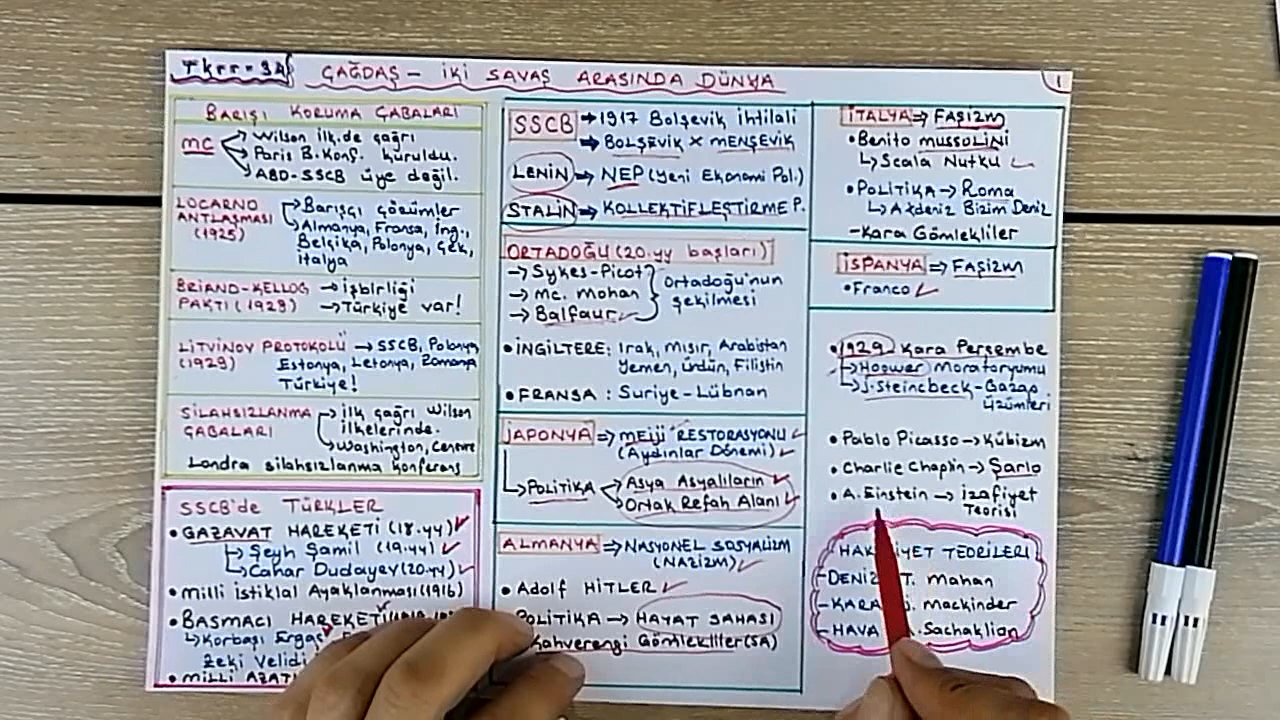 Tkrr-3A
ÇAĞDAŞ - İKİ SAVAŞ ARASINDA DÜNYA
1
BARIŞI KORUMA ÇABALARI
MC
Wilson ilk.de çağrı
Paris B.Konf. kuruldu.
ABD-SSCB üye değil.
LOCARNO → Barışçı çözümler
ANTLAŞMASI → Almanya, Fransa, İng.,
(1925) Belçika, Polonya, Çek,
İtalya
BRİAND-KELLOG → işbirliği
PAKTI (1928) → Türkiye var!
LİTVİNOV PROTOKOLÜ → SSCB, Polonya,
(1929) Estonya, Letonya, Romanya
Türkiye!
SİLAHSIZLANMA → ilk çağrı Wilson
ÇABALARI ilkelerinde.
→ Washington, Cenevre
Londra silahsızlanma konferans
SSCB'de TÜRKLER
• GAZAVAT HAREKETİ (18.yy)
→ Şeyh Şamil (19.yy)
→ Cahar Dudayev (20.yy)
• Milli İstiklal Ayaklanması (1916)
• BASMACI HAREKETİ
↳ Korbaşı Ergaş
Zeki Velidi
• MİLLİ
SSCB → 1917 Bolşevik İhtilali
⇒ BOLŞEVİK X MENŞEVİK
LENİN ⇒ NEP (Yeni Ekonomi Pol.)
STALİN ⇒ KOLLEKTİFLEŞTİRME P.
ORTADOĞU (20.yy başları)
→ Sykes-Picot
→ Mc. Mohan
→ Balfaur
Ortadoğu'nun
şekilmesi
• İNGİLTERE: Irak, Mısır, Arabistan
Yemen, Ürdün, Filistin
• FRANSA : Suriye-Lübnan
JAPONYA ⇒ MEİJİ RESTORASYONU
(Aydınlar Dönemi)
↳ POLİTİKA
Asya Asyalıların
Ortak Refah Alanı
ALMANYA ⇒ NASYONEL SOSYALİZM
(NAZİZM)
• Adolf HİTLER
POLİTİKA → HAYAT SAHASI
Kahverengi Gömlekliler(SA)
İTALYA ⇒ FAŞİZM
• Benito MUSSOLİNİ
↳ Scala Nutku
• POLİTİKA → Roma
↳ Akdeniz Bizim Deniz
- Kara Gömlekliler
İSPANYA ⇒ FAŞİZM
• Franco
• 1929 Kara Perşembe
→ Hoower Moratoryumu
→ J.Steincbeck-Gazap
Üzümleri
• Pablo Picasso → Kübizm
• Charlie Chaplin → Şarlo
• A. Einstein → İzafiyet
Teorisi
HAK İYET TEORİLERİ
- DENİZ T. Mahan
- KARA J. Mackinder
- HAVA Sachaklian